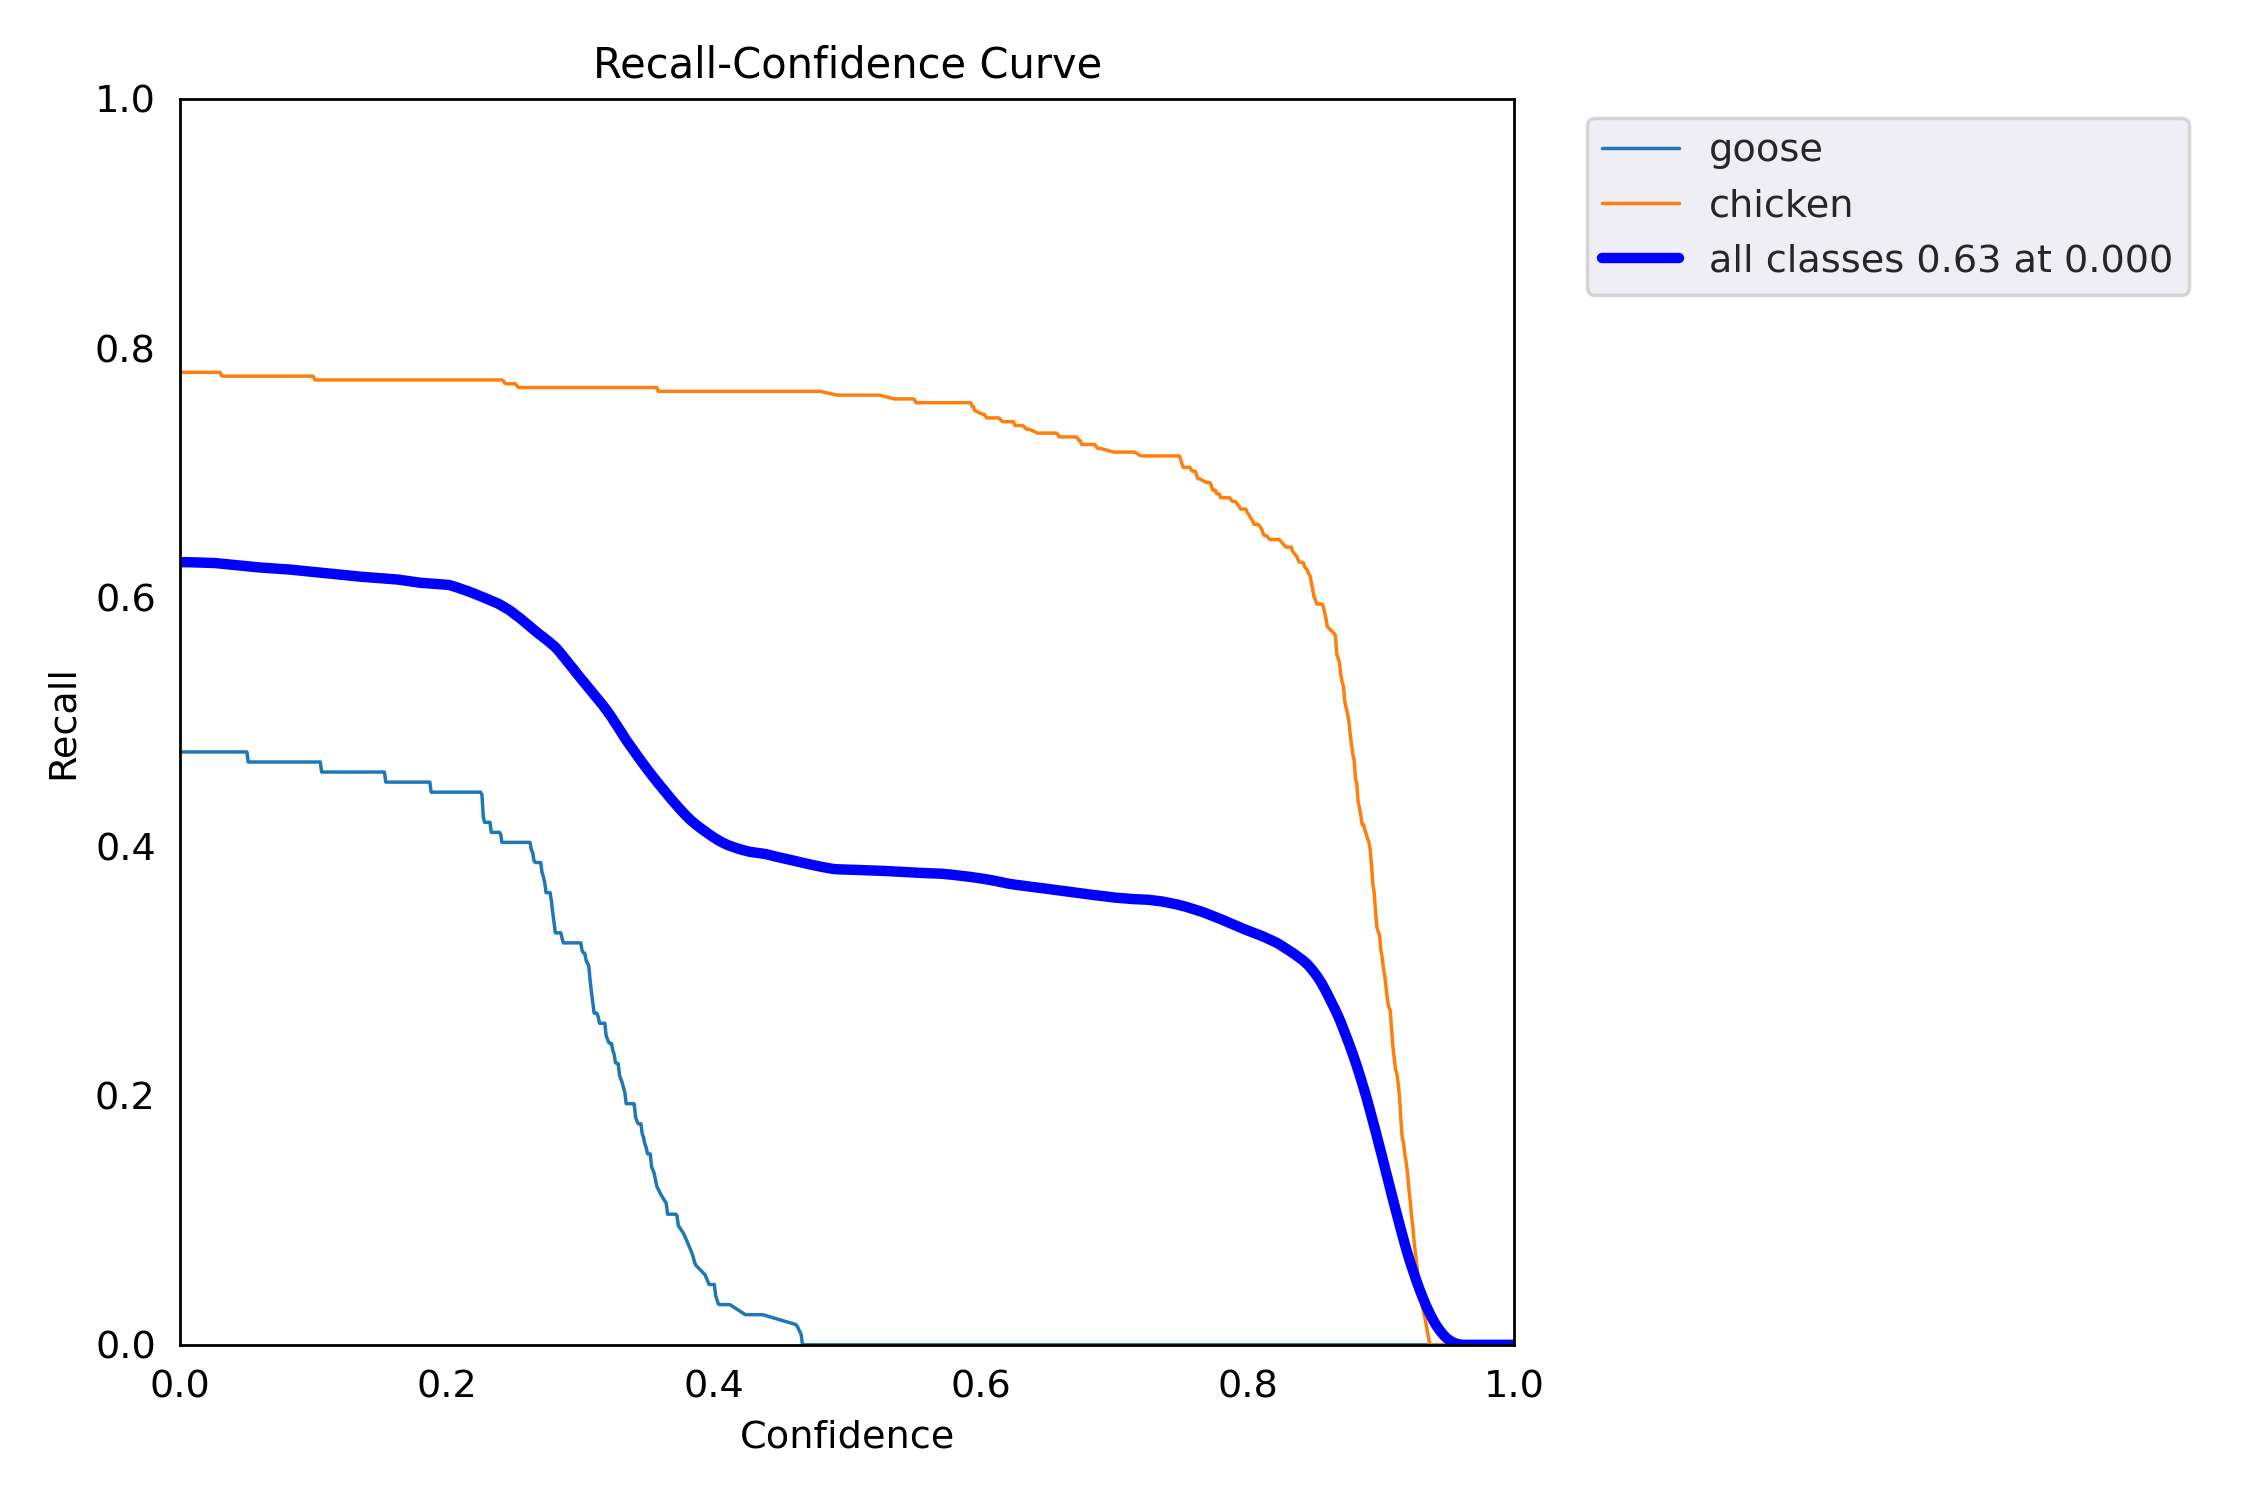 Recall-Confidence Curve
1.0
0.8
0.6
0.4
0.2
0.0
Recall
0.0 0.2 0.4 0.6 0.8 1.0
Confidence
goose
chicken
all classes 0.63 at 0.000